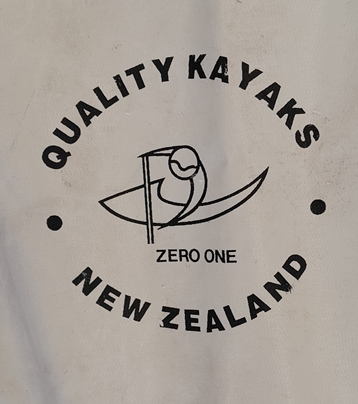 QUALITY KAYAKS
ZERO ONE
NEW ZEALAND